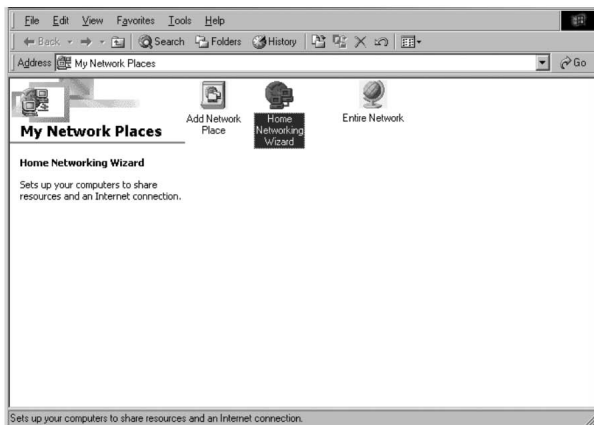 File Edit View Favorites Tools Help
Back Search Folders History
Address My Network Places Go
My Network Places
Home Networking Wizard
Sets up your computers to share
resources and an Internet connection.
Add Network
Place
Home
Networking
Wizard
Entire Network
Sets up your computers to share resources and an Internet connection.